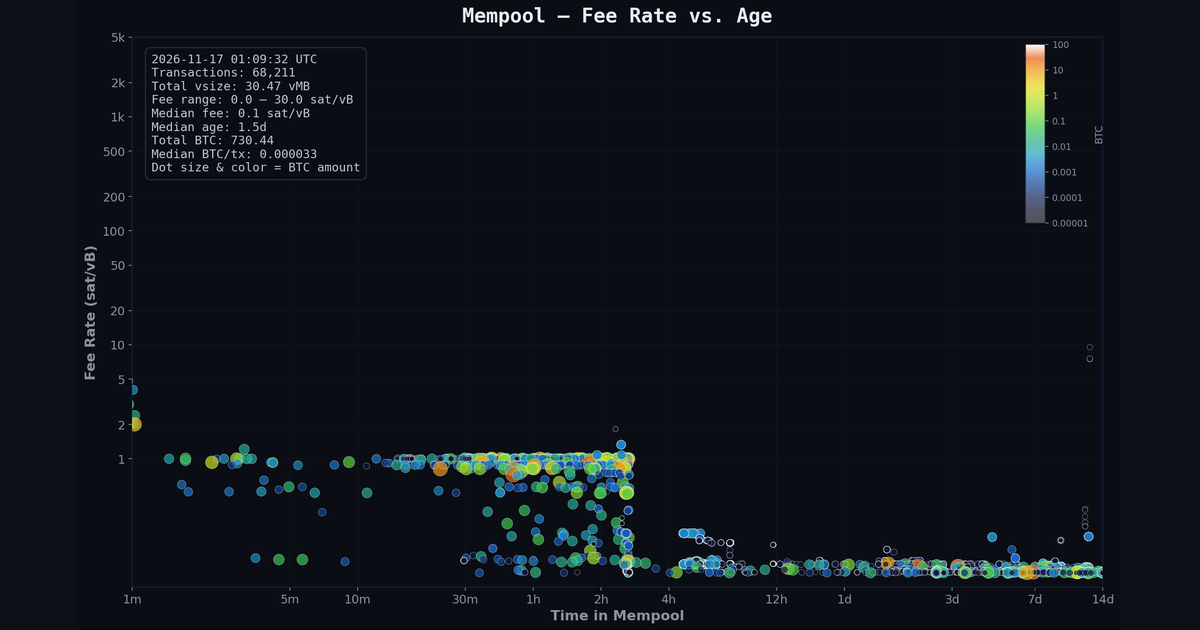 Mempool — Fee Rate vs. Age
2026-11-17 01:09:32 UTC
Transactions: 68,211
Total vsize: 30.47 vMB
Fee range: 0.0 — 30.0 sat/vB
Median fee: 0.1 sat/vB
Median age: 1.5d
Total BTC: 730.44
Median BTC/tx: 0.000033
Dot size & color = BTC amount
100
10
1
0.1
0.01
0.001
0.0001
0.00001
BTC
5k
2k
1k
500
200
100
50
20
10
5
2
1
Fee Rate (sat/vB)
1m 5m 10m 30m 1h 2h 4h 12h 1d 3d 7d 14d
Time in Mempool